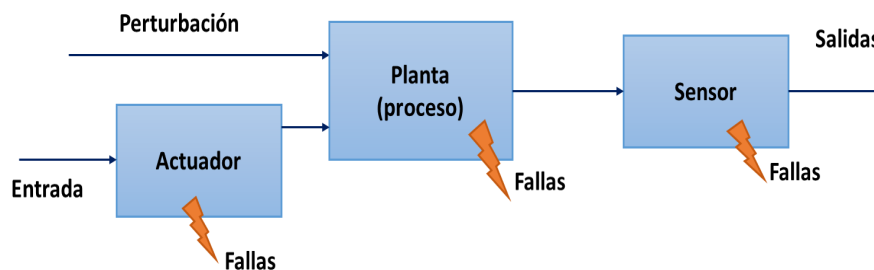 Perturbación
Planta
(proceso)
Sensor
Salidas
Actuador
Entrada
Fallas
Fallas
Fallas